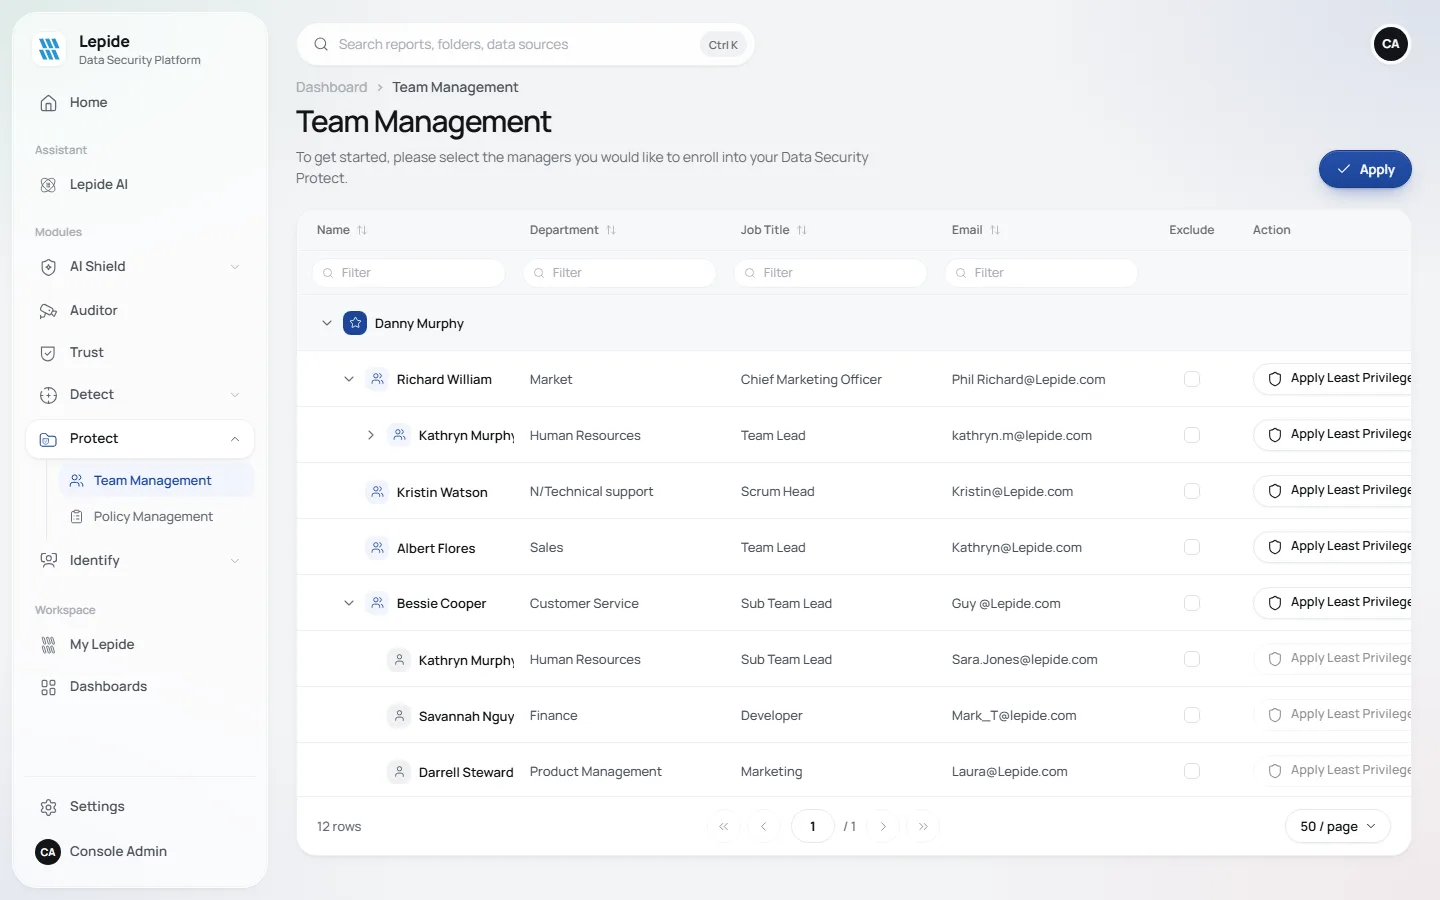 Lepide
Data Security Platform
Home
Assistant
Lepide AI
Modules
AI Shield
Auditor
Trust
Detect
Protect
Team Management
Policy Management
Identify
Workspace
My Lepide
Dashboards
Settings
CA Console Admin
Search reports, folders, data sources Ctrl K
CA
Dashboard > Team Management
Team Management
To get started, please select the managers you would like to enroll into your Data Security
Protect.
Apply
Name Department Job Title Email Exclude Action
Filter Filter Filter Filter
Danny Murphy
Richard William Market Chief Marketing Officer Phil Richard@Lepide.com Apply Least Privilege
Kathryn Murphy Human Resources Team Lead kathryn.m@lepide.com Apply Least Privilege
Kristin Watson N/Technical support Scrum Head Kristin@Lepide.com Apply Least Privilege
Albert Flores Sales Team Lead Kathryn@Lepide.com Apply Least Privilege
Bessie Cooper Customer Service Sub Team Lead Guy @Lepide.com Apply Least Privilege
Kathryn Murphy Human Resources Sub Team Lead Sara.Jones@lepide.com Apply Least Privilege
Savannah Nguy Finance Developer Mark_T@lepide.com Apply Least Privilege
Darrell Steward Product Management Marketing Laura@Lepide.com Apply Least Privilege
12 rows « ‹ 1 / 1 › » 50 / page